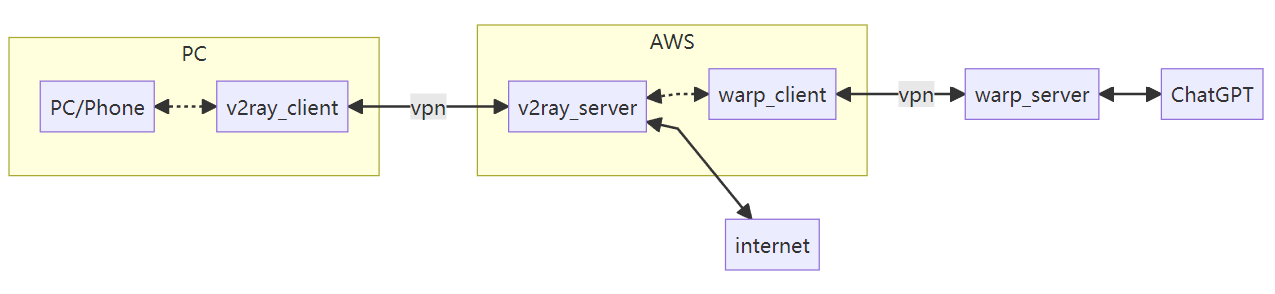 PC
PC/Phone
v2ray_client
vpn
AWS
v2ray_server
warp_client
vpn
warp_server
ChatGPT
internet